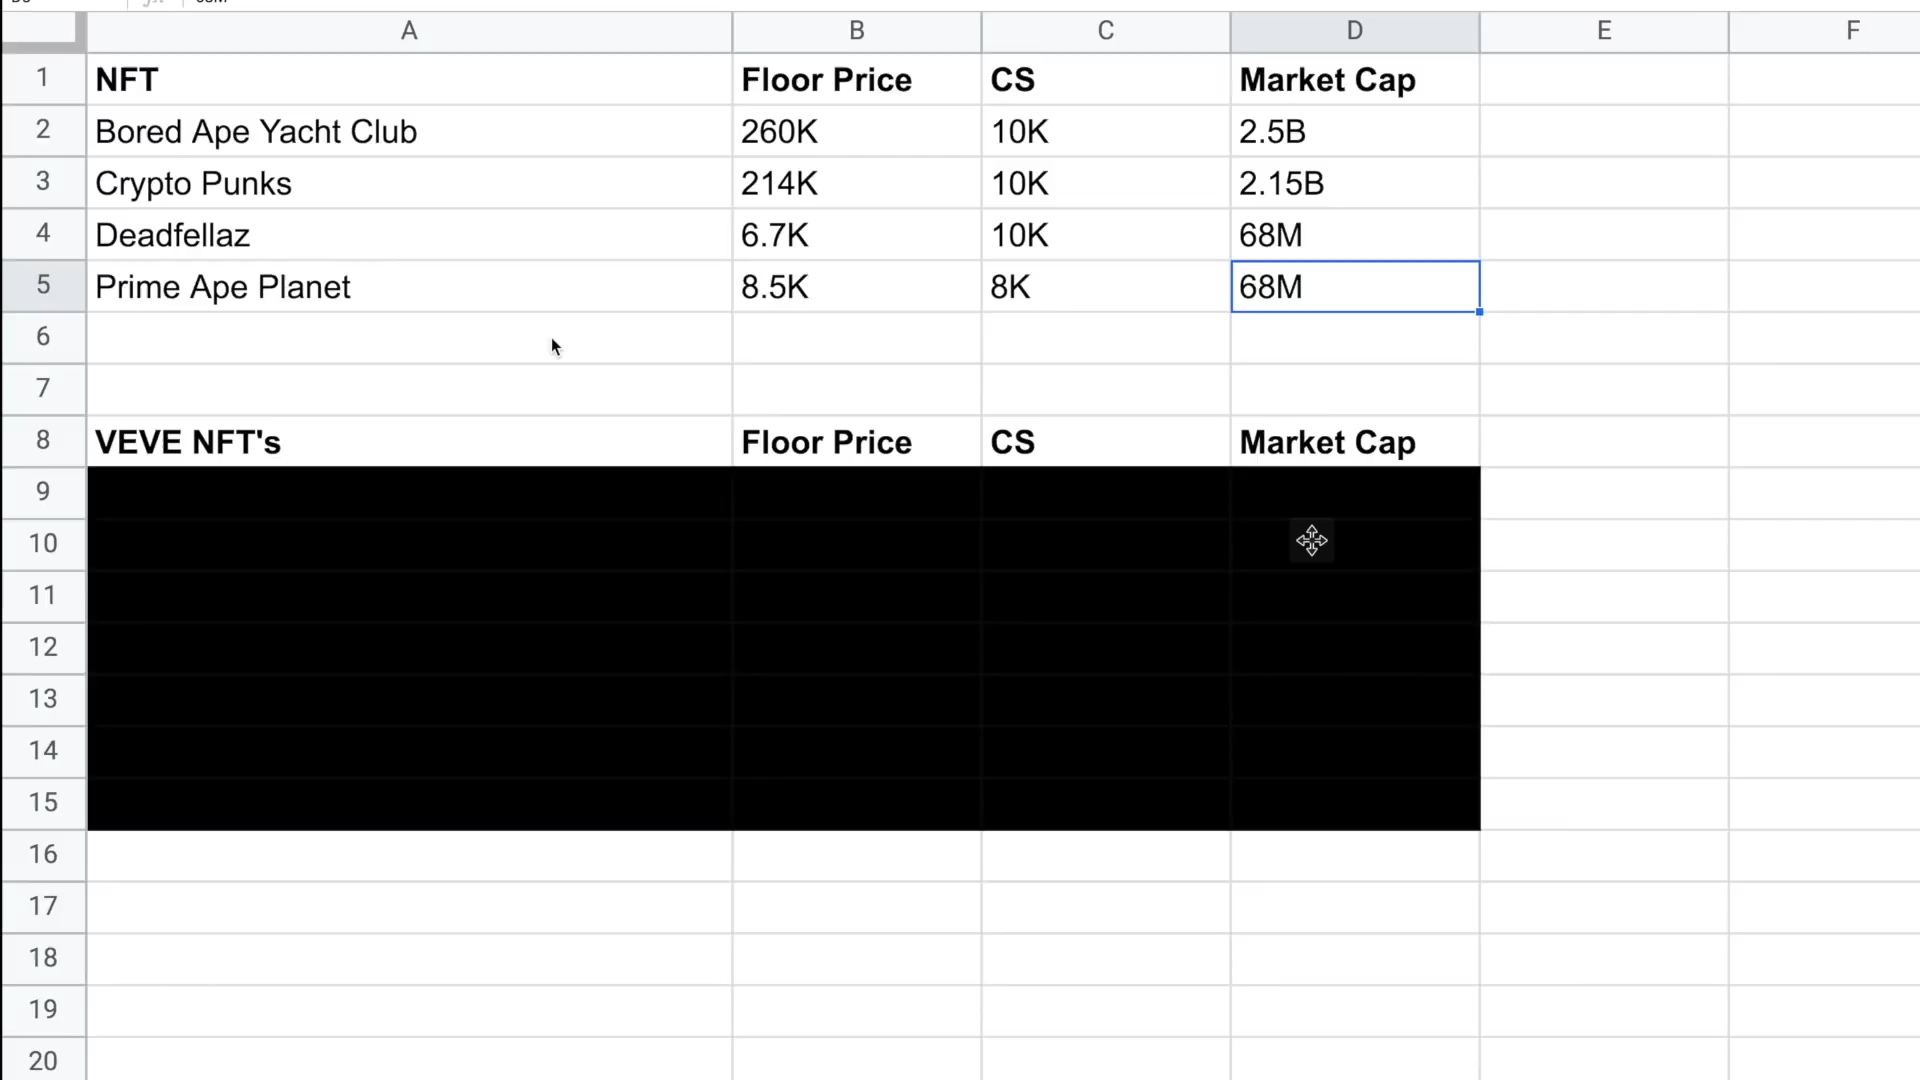 A B C D E F
1 NFT Floor Price CS Market Cap
2 Bored Ape Yacht Club 260K 10K 2.5B
3 Crypto Punks 214K 10K 2.15B
4 Deadfellaz 6.7K 10K 68M
5 Prime Ape Planet 8.5K 8K 68M
6
7
8 VEVE NFT's Floor Price CS Market Cap
9
10
11
12
13
14
15
16
17
18
19
20